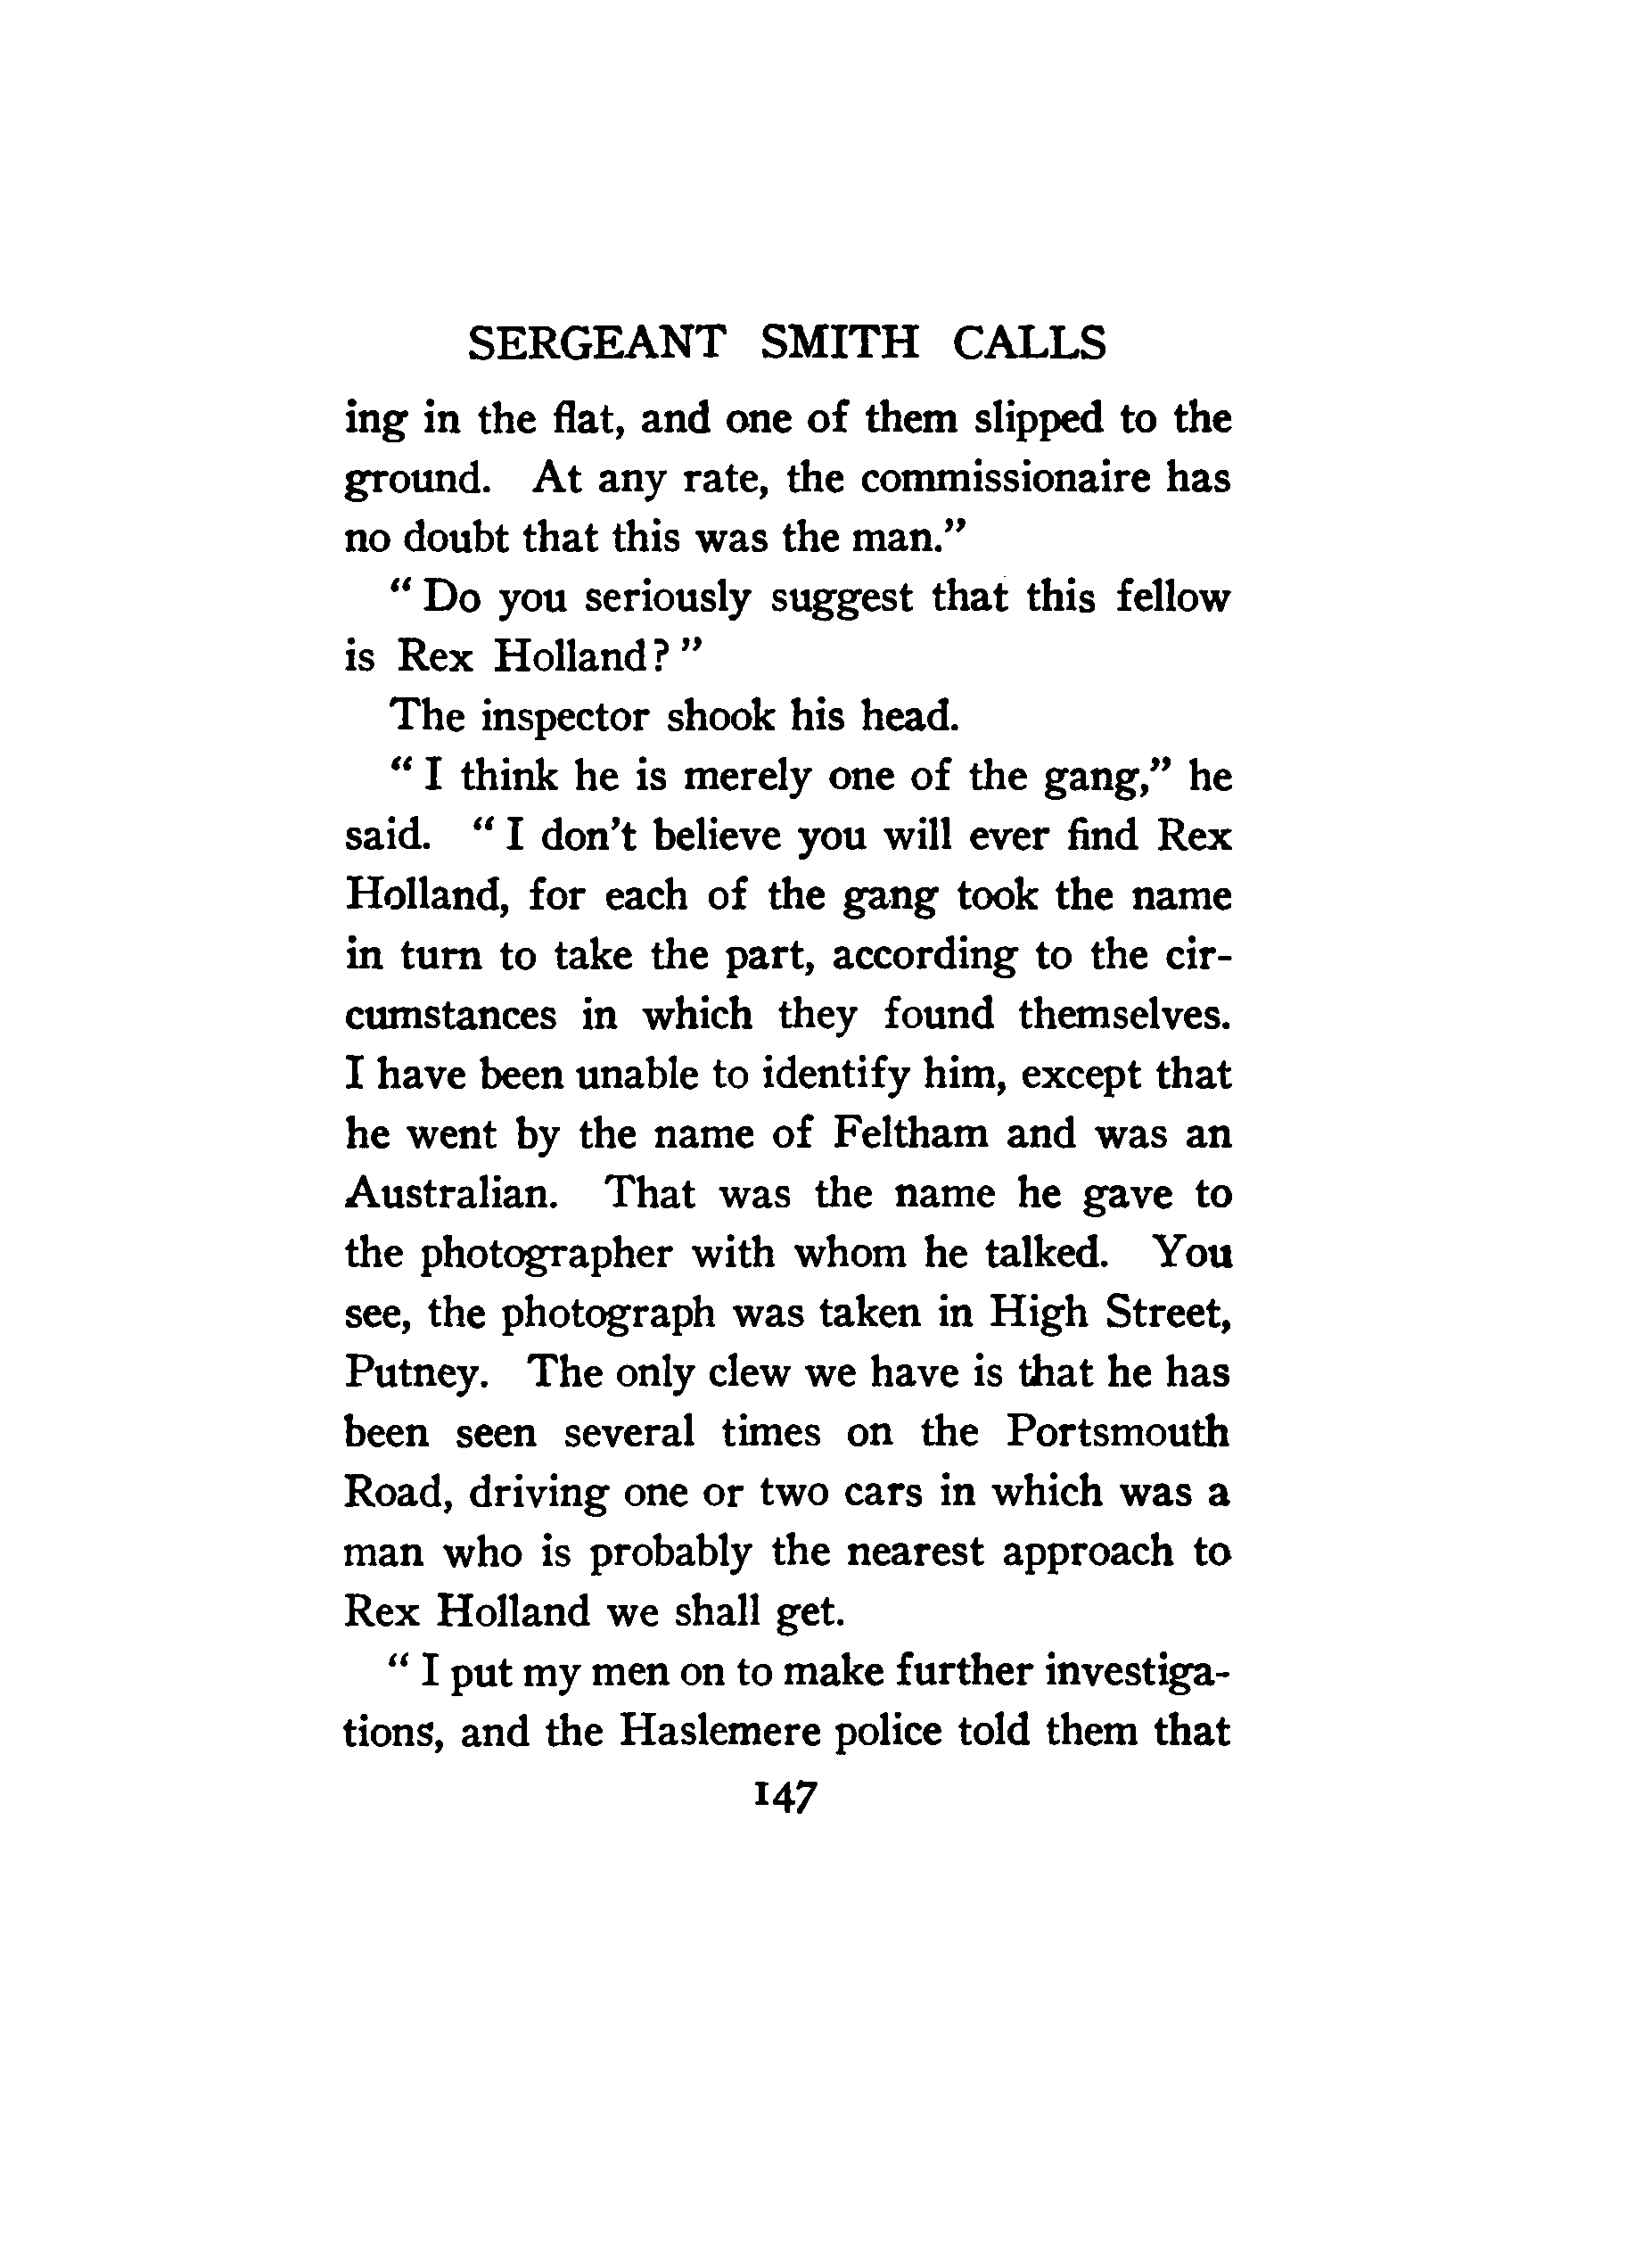 SERGEANT SMITH CALLS
ing in the flat, and one of them slipped to the
ground. At any rate, the commissionaire has
no doubt that this was the man.”
“ Do you seriously suggest that this fellow
is Rex Holland? ”
The inspector shook his head.
“ I think he is merely one of the gang,” he
said. “ I don't believe you will ever find Rex
Holland, for each of the gang took the name
in turn to take the part, according to the cir-
cumstances in which they found themselves.
I have been unable to identify him, except that
he went by the name of Feltham and was an
Australian. That was the name he gave to
the photographer with whom he talked. You
see, the photograph was taken in High Street,
Putney. The only clew we have is that he has
been seen several times on the Portsmouth
Road, driving one or two cars in which was a
man who is probably the nearest approach to
Rex Holland we shall get.
“ I put my men on to make further investiga-
tions, and the Haslemere police told them that
147